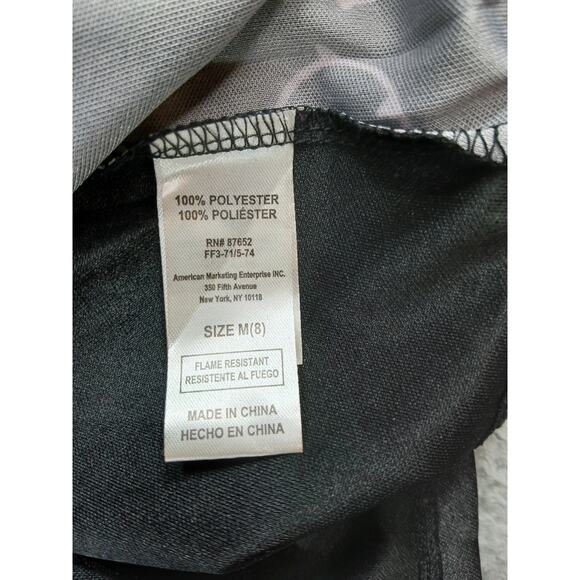 100% POLYESTER
100% POLIÉSTER
RN# 87652
FF3-71/5-74
American Marketing Enterprise INC.
350 Fifth Avenue
New York, NY 10118
SIZE M(8)
FLAME RESISTANT
RESISTENTE AL FUEGO
MADE IN CHINA
HECHO EN CHINA